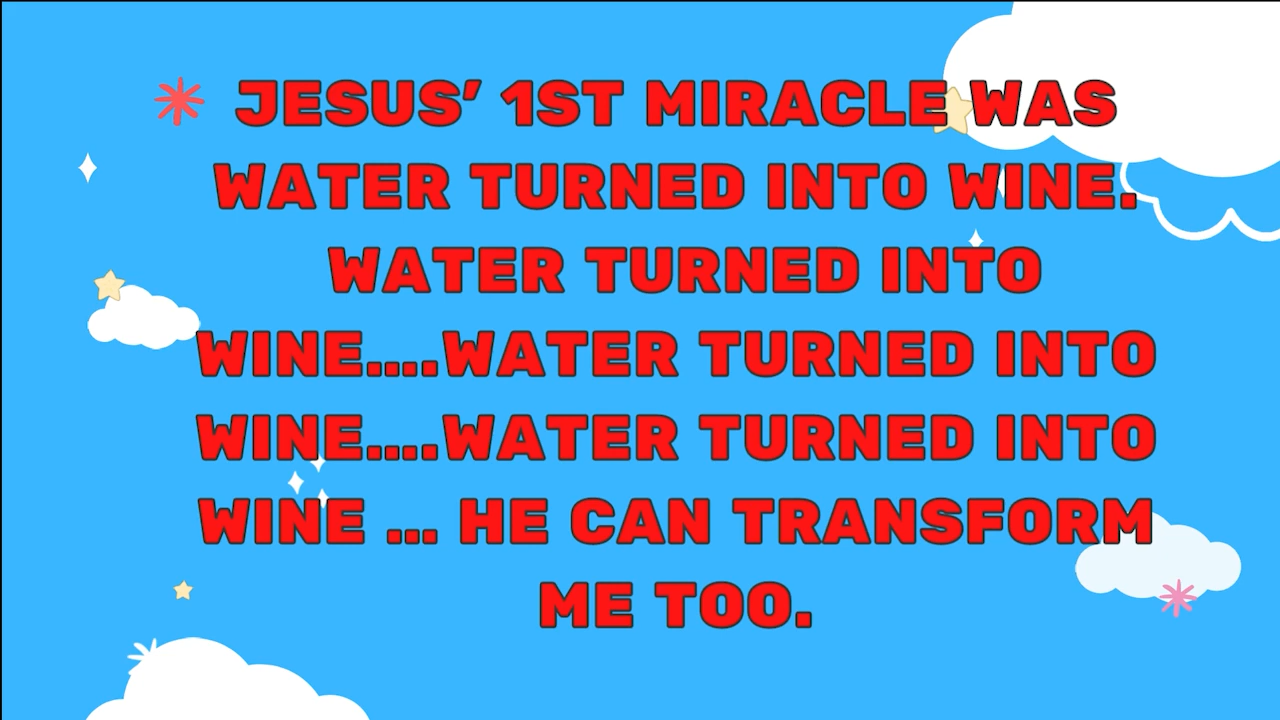 JESUS’ 1ST MIRACLE WAS
WATER TURNED INTO WINE.
WATER TURNED INTO
WINE....WATER TURNED INTO
WINE....WATER TURNED INTO
WINE ... HE CAN TRANSFORM
ME TOO.